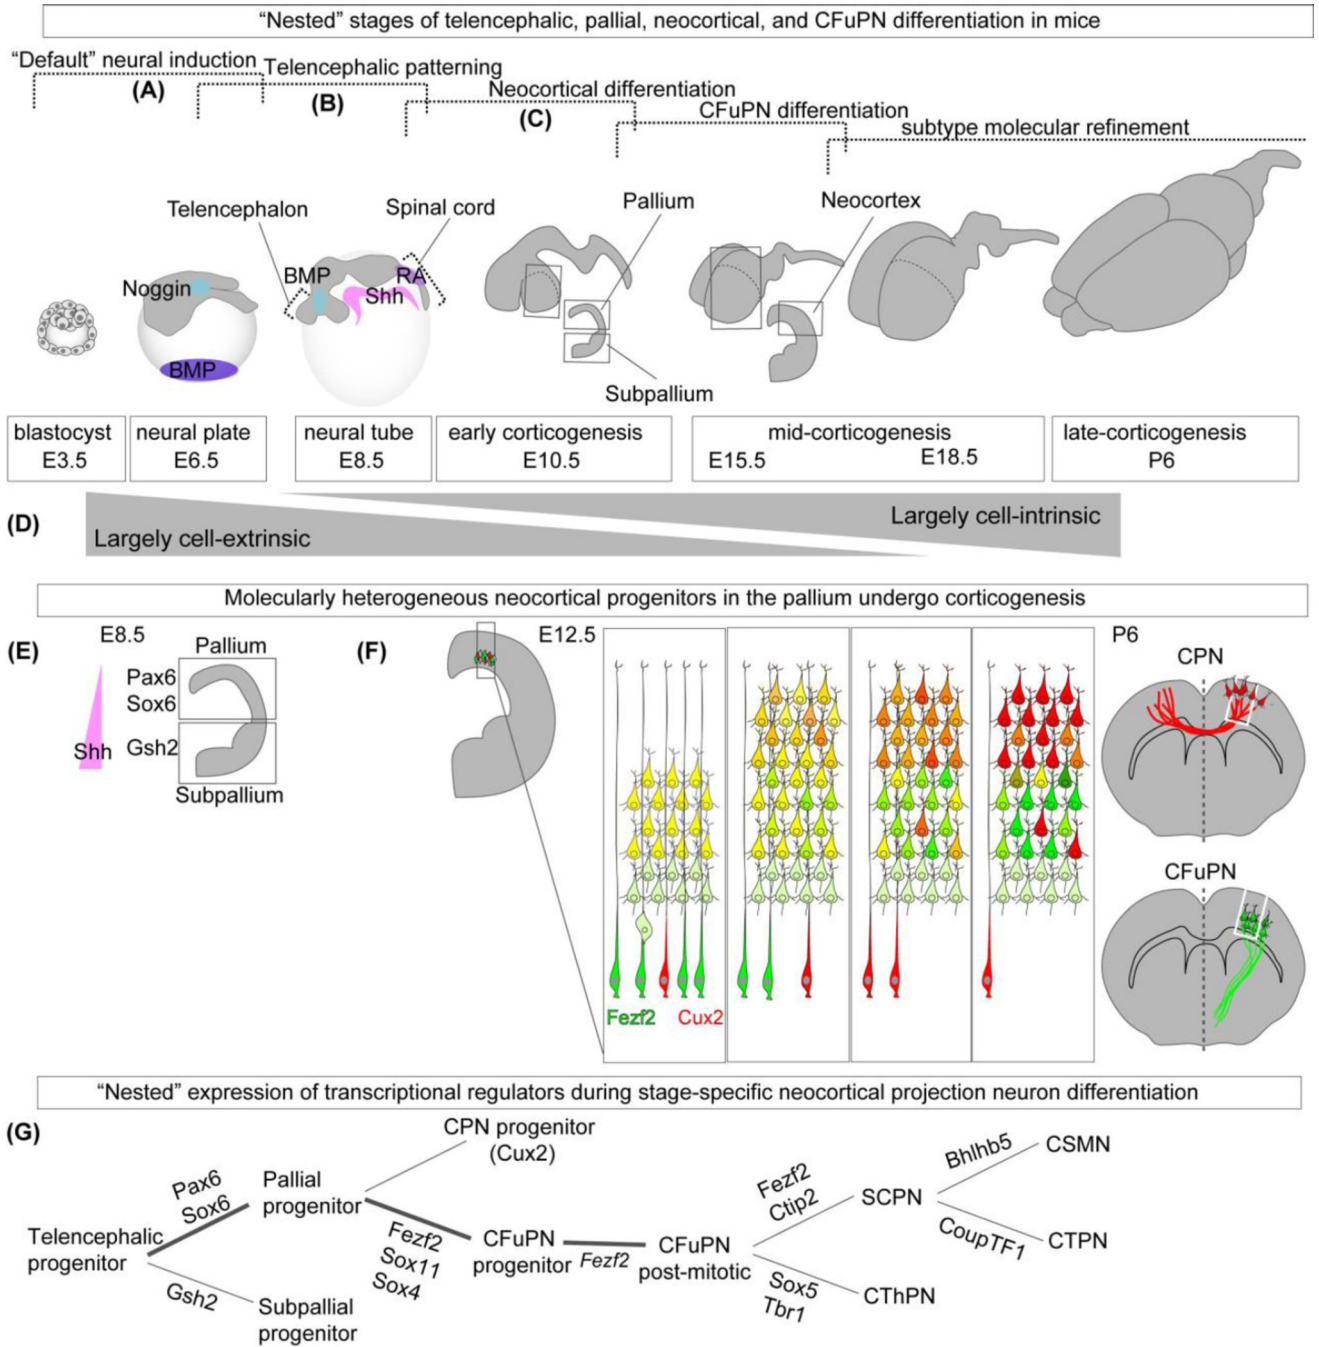 “Nested” stages of telencephalic, pallial, neocortical, and CFuPN differentiation in mice
“Default” neural induction
(A)
Telencephalic patterning
(B)
Neocortical differentiation
(C)
CFuPN differentiation
subtype molecular refinement
Telencephalon
Spinal cord
Pallium
Neocortex
Noggin
BMP
BMP
RA
Shh
Subpallium
blastocyst
E3.5
neural plate
E6.5
neural tube
E8.5
early corticogenesis
E10.5
mid-corticogenesis
E15.5
E18.5
late-corticogenesis
P6
(D)
Largely cell-extrinsic
Largely cell-intrinsic
Molecularly heterogeneous neocortical progenitors in the pallium undergo corticogenesis
(E)
E8.5
Pallium
Pax6
Sox6
Shh
Gsh2
Subpallium
(F)
E12.5
Fezf2
Cux2
P6
CPN
CFuPN
“Nested” expression of transcriptional regulators during stage-specific neocortical projection neuron differentiation
(G)
Telencephalic
progenitor
Pax6
Sox6
Gsh2
Pallial
progenitor
Subpallial
progenitor
CPN progenitor
(Cux2)
Fezf2
Sox11
Sox4
CFuPN
progenitor
Fezf2
CFuPN
post-mitotic
Fezf2
Ctip2
Sox5
Tbr1
SCPN
CThPN
Bhlhb5
CoupTF1
CSMN
CTPN